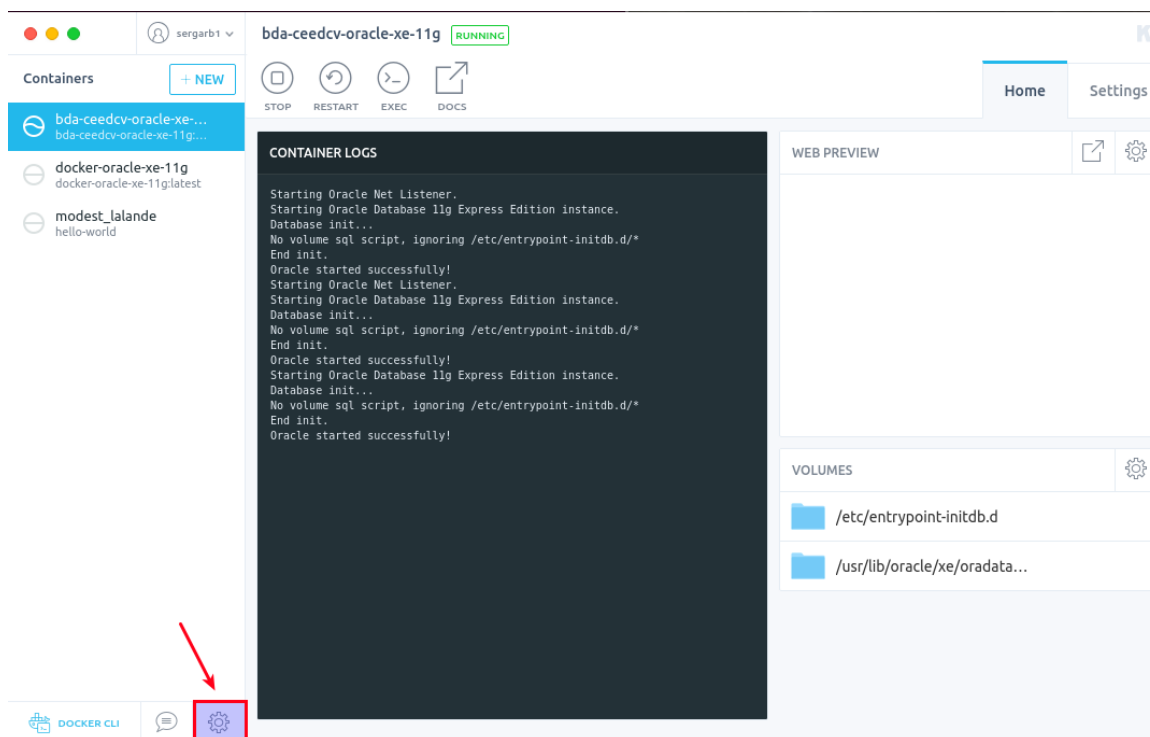 sergarb1
bda-ceedcv-oracle-xe-11g RUNNING
Containers
+ NEW
STOP RESTART EXEC DOCS
Home Settings
bda-ceedcv-oracle-xe-...
bda-ceedcv-oracle-xe-11g:...
docker-oracle-xe-11g
docker-oracle-xe-11g:latest
modest_lalande
hello-world
CONTAINER LOGS
Starting Oracle Net Listener.
Starting Oracle Database 11g Express Edition instance.
Database init...
No volume sql script, ignoring /etc/entrypoint-initdb.d/*
End init.
Oracle started successfully!
Starting Oracle Net Listener.
Starting Oracle Database 11g Express Edition instance.
Database init...
No volume sql script, ignoring /etc/entrypoint-initdb.d/*
End init.
Oracle started successfully!
Starting Oracle Database 11g Express Edition instance.
Database init...
No volume sql script, ignoring /etc/entrypoint-initdb.d/*
End init.
Oracle started successfully!
WEB PREVIEW
VOLUMES
/etc/entrypoint-initdb.d
/usr/lib/oracle/xe/oradata...
DOCKER CLI